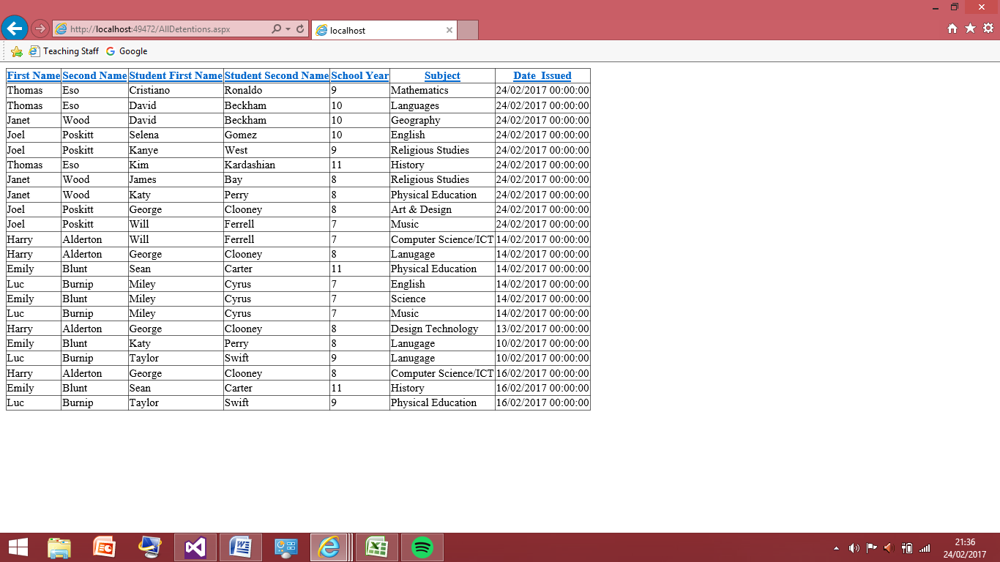 http://localhost:49472/AllDetentions.aspx
localhost
Teaching Staff Google
First Name Second Name Student First Name Student Second Name School Year Subject Date_Issued
Thomas Eso Cristiano Ronaldo 9 Mathematics 24/02/2017 00:00:00
Thomas Eso David Beckham 10 Languages 24/02/2017 00:00:00
Janet Wood David Beckham 10 Geography 24/02/2017 00:00:00
Joel Poskitt Selena Gomez 10 English 24/02/2017 00:00:00
Joel Poskitt Kanye West 9 Religious Studies 24/02/2017 00:00:00
Thomas Eso Kim Kardashian 11 History 24/02/2017 00:00:00
Janet Wood James Bay 8 Religious Studies 24/02/2017 00:00:00
Janet Wood Katy Perry 8 Physical Education 24/02/2017 00:00:00
Joel Poskitt George Clooney 8 Art & Design 24/02/2017 00:00:00
Joel Poskitt Will Ferrell 7 Music 24/02/2017 00:00:00
Harry Alderton Will Ferrell 7 Computer Science/ICT 14/02/2017 00:00:00
Harry Alderton George Clooney 8 Lanugage 14/02/2017 00:00:00
Emily Blunt Sean Carter 11 Physical Education 14/02/2017 00:00:00
Luc Burnip Miley Cyrus 7 English 14/02/2017 00:00:00
Emily Blunt Miley Cyrus 7 Science 14/02/2017 00:00:00
Luc Burnip Miley Cyrus 7 Music 14/02/2017 00:00:00
Harry Alderton George Clooney 8 Design Technology 13/02/2017 00:00:00
Emily Blunt Katy Perry 8 Lanugage 10/02/2017 00:00:00
Luc Burnip Taylor Swift 9 Lanugage 10/02/2017 00:00:00
Harry Alderton George Clooney 8 Computer Science/ICT 16/02/2017 00:00:00
Emily Blunt Sean Carter 11 History 16/02/2017 00:00:00
Luc Burnip Taylor Swift 9 Physical Education 16/02/2017 00:00:00
21:36
24/02/2017